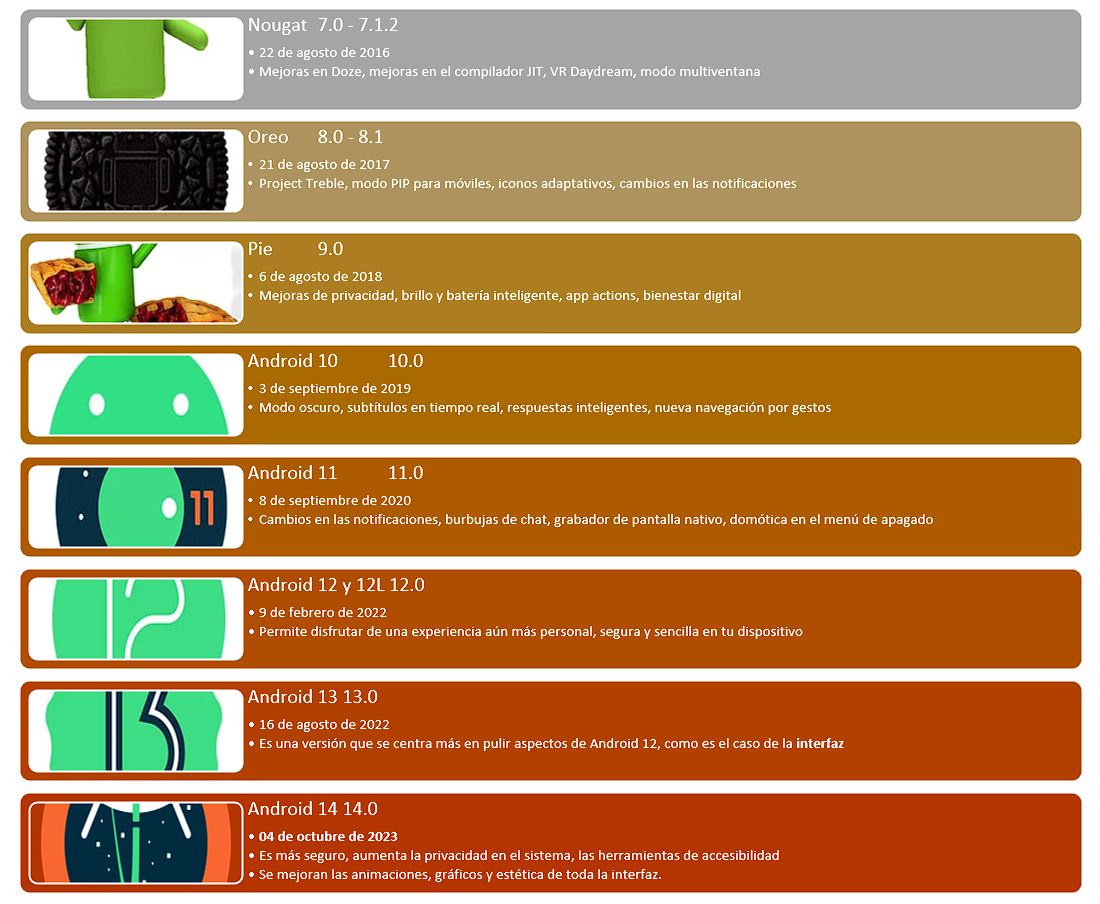 Nougat 7.0 - 7.1.2
• 22 de agosto de 2016
• Mejoras en Doze, mejoras en el compilador JIT, VR Daydream, modo multiventana
Oreo 8.0 - 8.1
• 21 de agosto de 2017
• Project Treble, modo PIP para móviles, iconos adaptativos, cambios en las notificaciones
Pie 9.0
• 6 de agosto de 2018
• Mejoras de privacidad, brillo y batería inteligente, app actions, bienestar digital
Android 10 10.0
• 3 de septiembre de 2019
• Modo oscuro, subtítulos en tiempo real, respuestas inteligentes, nueva navegación por gestos
11
Android 11 11.0
• 8 de septiembre de 2020
• Cambios en las notificaciones, burbujas de chat, grabador de pantalla nativo, domótica en el menú de apagado
12
Android 12 y 12L 12.0
• 9 de febrero de 2022
• Permite disfrutar de una experiencia aún más personal, segura y sencilla en tu dispositivo
13
Android 13 13.0
• 16 de agosto de 2022
• Es una versión que se centra más en pulir aspectos de Android 12, como es el caso de la interfaz
Android 14 14.0
• 04 de octubre de 2023
• Es más seguro, aumenta la privacidad en el sistema, las herramientas de accesibilidad
• Se mejoran las animaciones, gráficos y estética de toda la interfaz.